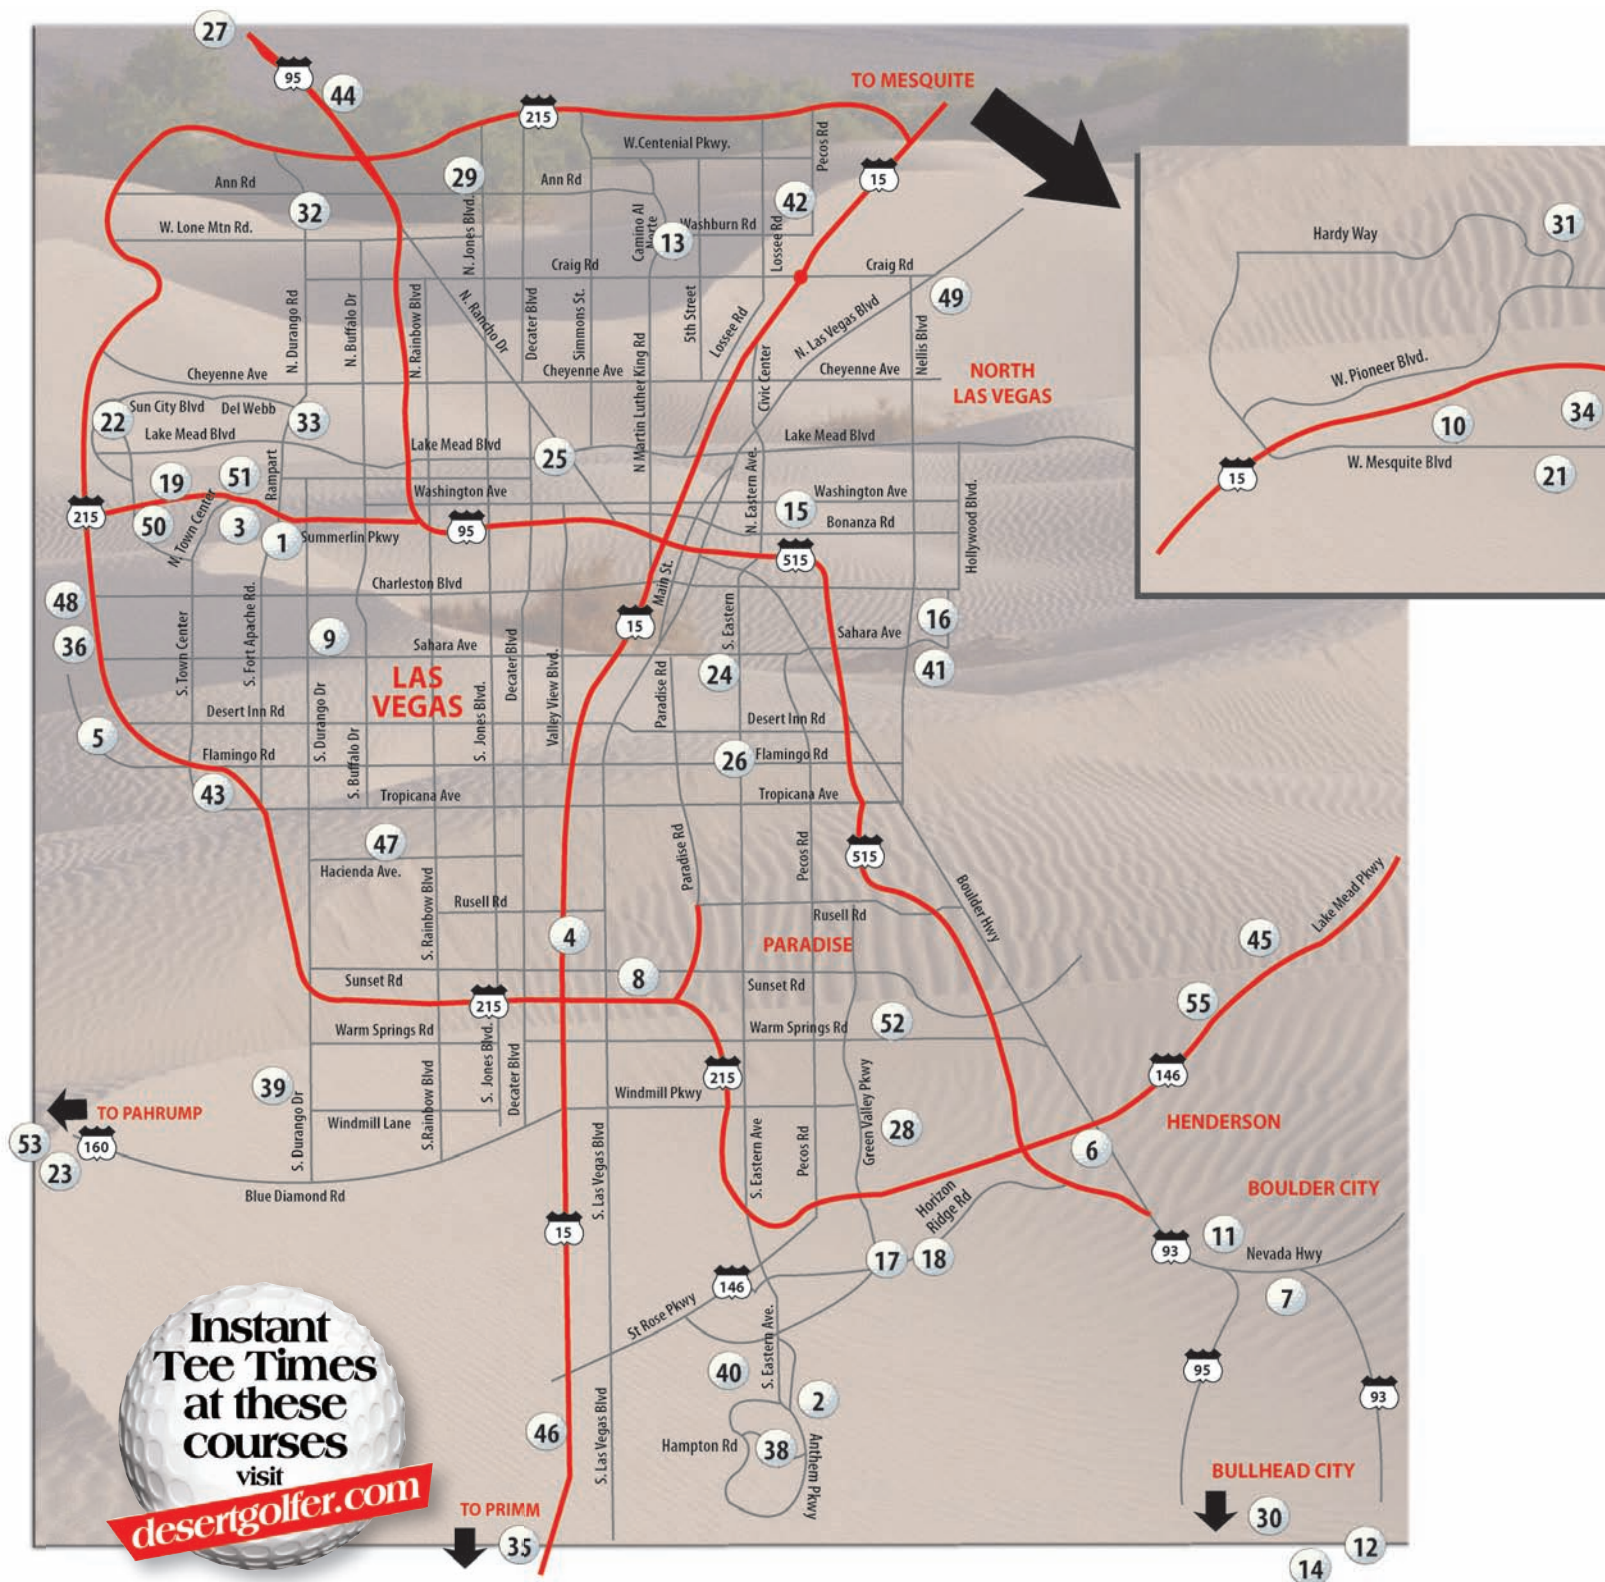 27
95
44
TO MESQUITE
215
W.Centenial Pkwy.
Pecos Rd
29
Ann Rd
Ann Rd
15
32
42
N. Jones Blvd.
W. Lone Mtn Rd.
Camino Al
Norte
Washburn Rd
13
Lossee Rd
Hardy Way
31
Craig Rd
Craig Rd
49
N. Durango Rd
N. Buffalo Dr
N. Rainbow Blvd
N. Rancho Dr
Decater Blvd
Simmons St.
N Martin Luther King Rd
5th Street
Lossee Rd
N. Las Vegas Blvd
Nellis Blvd
Civic Center
Cheyenne Ave
Cheyenne Ave
Cheyenne Ave
NORTH
LAS VEGAS
W. Pioneer Blvd.
34
10
Sun City Blvd
Del Webb
22
33
Lake Mead Blvd
Lake Mead Blvd
Lake Mead Blvd
25
W. Mesquite Blvd
21
15
19
51
Rampart
Washington Ave
Washington Ave
N. Eastern Ave.
Hollywood Blvd.
215
50
N. Town Center
3
1
Summerlin Pkwy
95
15
Bonanza Rd
515
Charleston Blvd
Main St.
48
36
S. Town Center
S. Fort Apache Rd.
9
Sahara Ave
15
S. Eastern
16
Sahara Ave
41
24
LAS
VEGAS
Decater Blvd
Valley View Blvd.
Paradise Rd
S. Durango Dr
S. Jones Blvd.
Desert Inn Rd
Desert Inn Rd
5
Flamingo Rd
S. Buffalo Dr
26
Flamingo Rd
43
Tropicana Ave
Tropicana Ave
47
Hacienda Ave.
Paradise Rd
Pecos Rd
515
Boulder Hwy
Lake Mead Pkwy
S. Rainbow Blvd
Rusell Rd
Rusell Rd
4
PARADISE
45
Sunset Rd
8
Sunset Rd
215
55
Warm Springs Rd
Warm Springs Rd
52
S. Jones Blvd.
Decater Blvd
S.Rainbow Blvd
39
S. Durango Dr
215
146
Windmill Pkwy
Green Valley Pkwy
TO PAHRUMP
Windmill Lane
HENDERSON
53
160
23
28
6
S. Las Vegas Blvd
S. Eastern Ave
Pecos Rd
Blue Diamond Rd
Horizon
Ridge Rd
BOULDER CITY
15
17
18
93
11
Nevada Hwy
146
7
St Rose Pkwy
Instant
Tee Times
at these
courses
visit
desertgolfer.com
S. Eastern Ave.
40
2
95
93
46
S. Las Vegas Blvd
Hampton Rd
38
Anthem Pkwy
BULLHEAD CITY
TO PRIMM
35
30
12
14